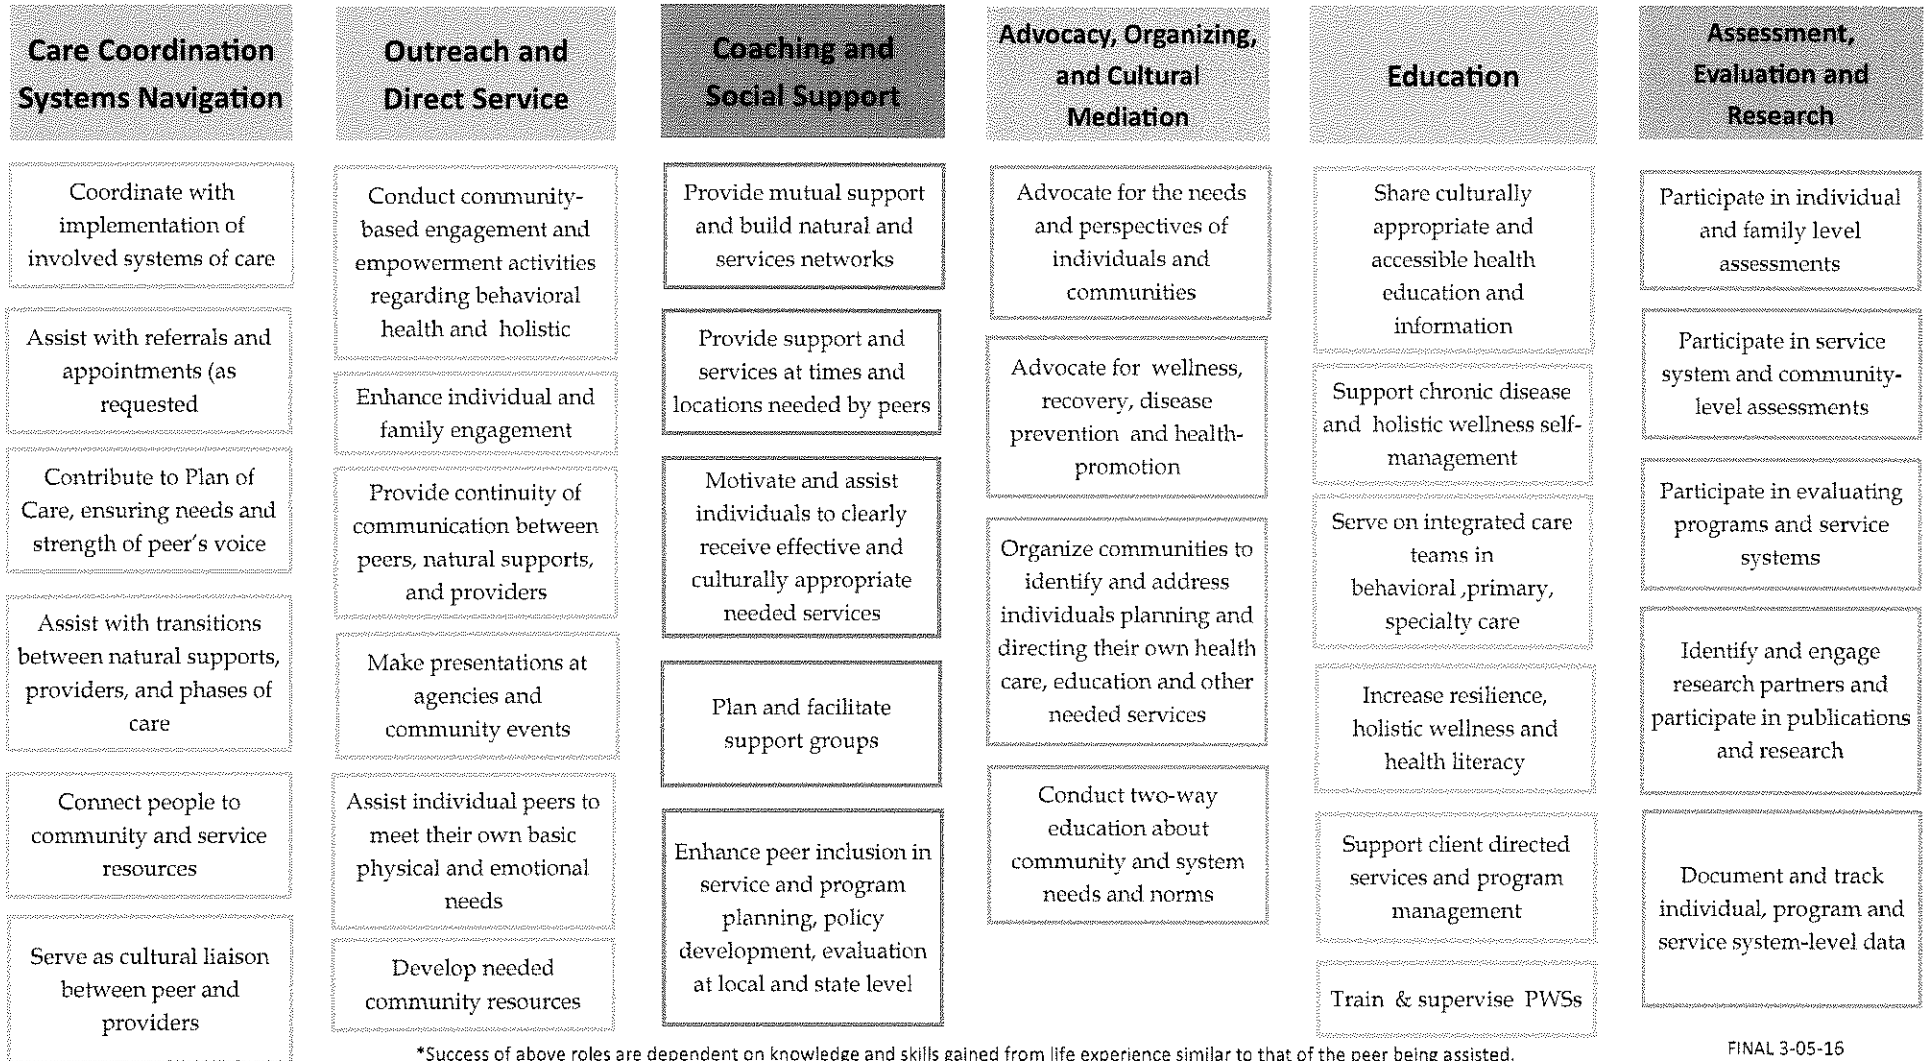 Care Coordination
Systems Navigation
Coordinate with
implementation of
involved systems of care
Assist with referrals and
appointments (as
requested
Contribute to Plan of
Care, ensuring needs and
strength of peer's voice
Assist with transitions
between natural supports,
providers, and phases of
care
Connect people to
community and service
resources
Serve as cultural liaison
between peer and
providers
Outreach and
Direct Service
Conduct community-
based engagement and
empowerment activities
regarding behavioral
health and holistic
Enhance individual and
family engagement
Provide continuity of
communication between
peers, natural supports,
and providers
Make presentations at
agencies and
community events
Assist individual peers to
meet their own basic
physical and emotional
needs
Develop needed
community resources
Coaching and
Social Support
Provide mutual support
and build natural and
services networks
Provide support and
services at times and
locations needed by peers
Motivate and assist
individuals to clearly
receive effective and
culturally appropriate
needed services
Plan and facilitate
support groups
Enhance peer inclusion in
service and program
planning, policy
development, evaluation
at local and state level
Advocacy, Organizing,
and Cultural
Mediation
Advocate for the needs
and perspectives of
individuals and
communities
Advocate for wellness,
recovery, disease
prevention and health-
promotion
Organize communities to
identify and address
individuals planning and
directing their own health
care, education and other
needed services
Conduct two-way
education about
community and system
needs and norms
Education
Share culturally
appropriate and
accessible health
education and
information
Support chronic disease
and holistic wellness self-
management
Serve on integrated care
teams in
behavioral ,primary,
specialty care
Increase resilience,
holistic wellness and
health literacy
Support client directed
services and program
management
Train & supervise PWSs
Assessment,
Evaluation and
Research
Participate in individual
and family level
assessments
Participate in service
system and community-
level assessments
Participate in evaluating
programs and service
systems
Identify and engage
research partners and
participate in publications
and research
Document and track
individual, program and
service system-level data
*Success of above roles are dependent on knowledge and skills gained from life experience similar to that of the peer being assisted.
FINAL 3-05-16